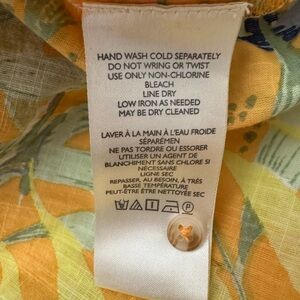 HAND WASH COLD SEPARATELY
DO NOT WRING OR TWIST
USE ONLY NON-CHLORINE
BLEACH
LINE DRY
LOW IRON AS NEEDED
MAY BE DRY CLEANED
LAVER À LA MAIN À L'EAU FROIDE
SÉPARÉMEN
NE PAS TORDRE OU ESSORER
UTILISER UN AGENT DE
BLANCHIMENT SANS CHLORE SI
NÉCESSAIRE
LIGNE SEC
REPASSER, AU BESOIN, À TRÈS
BASSE TEMPÉRATURE
PEUT-ÊTRE ÊTRE NETTOYÉE SEC
P